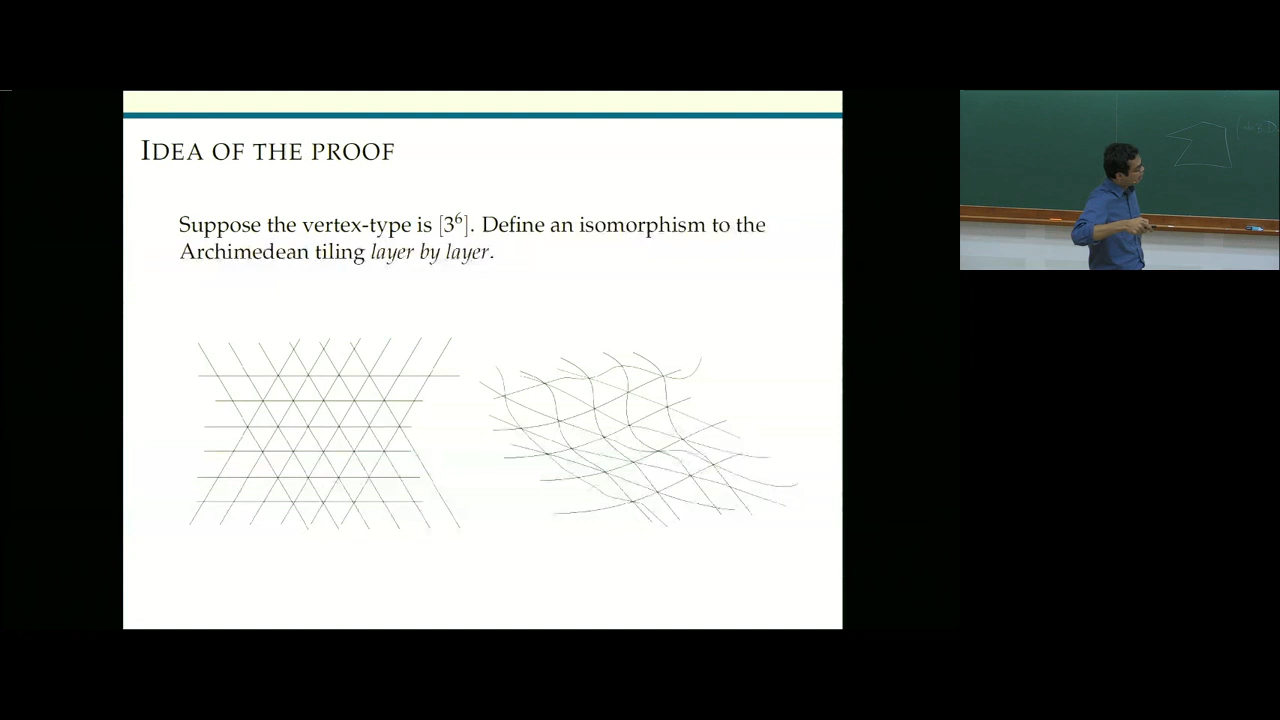 IDEA OF THE PROOF
Suppose the vertex-type is [3⁶]. Define an isomorphism to the
Archimedean tiling layer by layer.